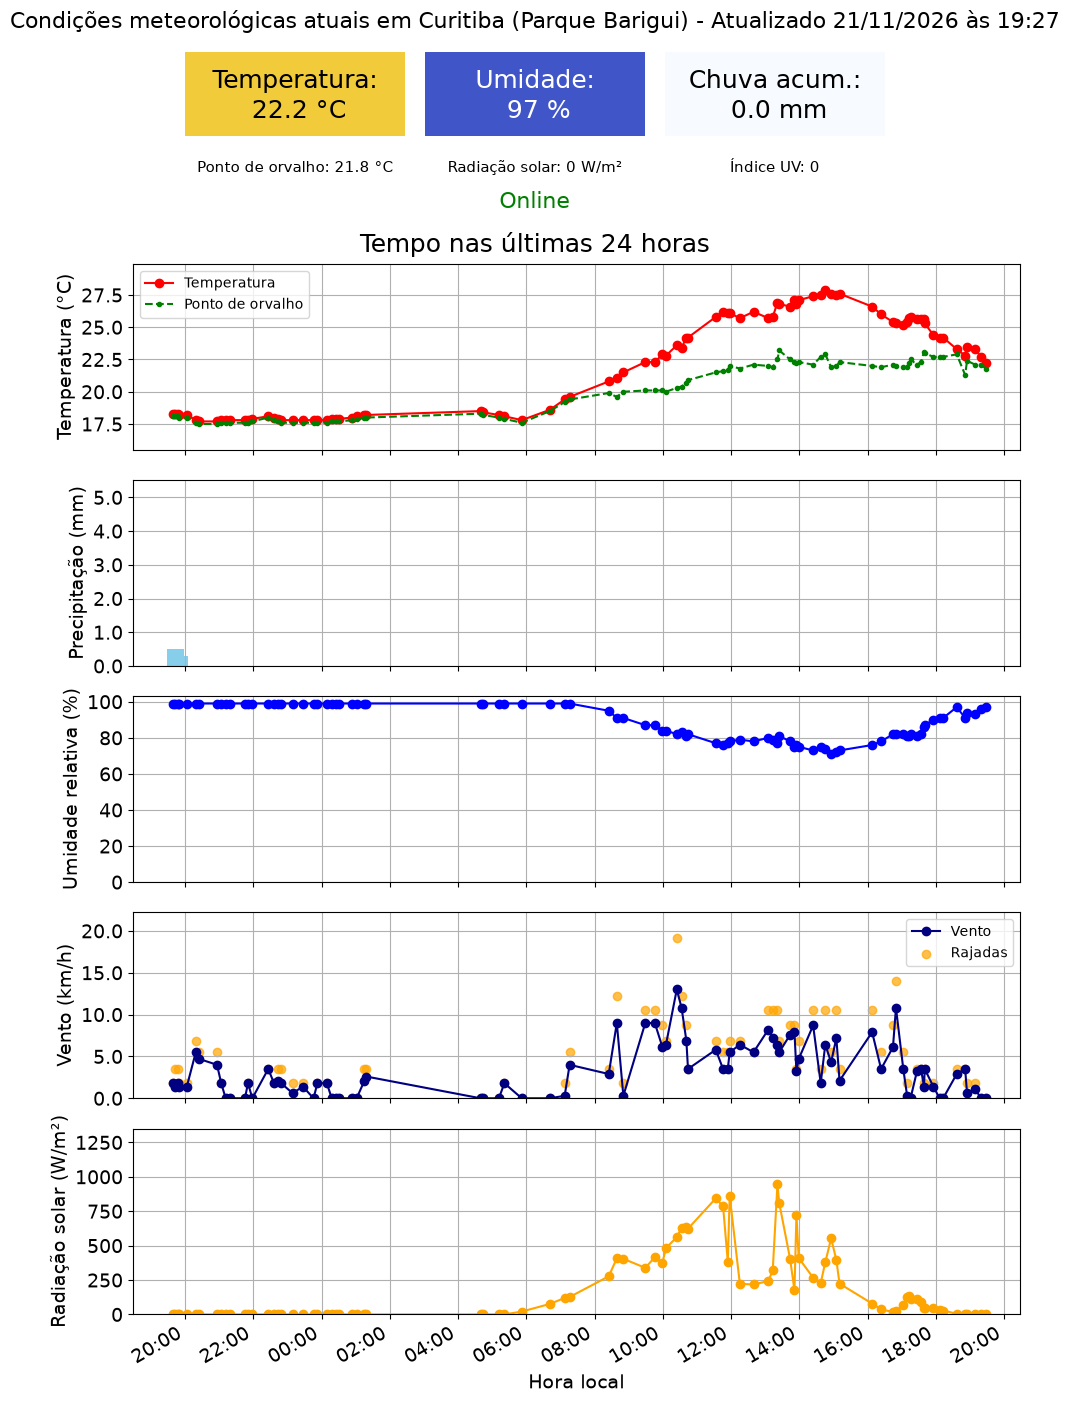 Condições meteorológicas atuais em Curitiba (Parque Barigui) - Atualizado 21/11/2026 às 19:27
Temperatura:
22.2 °C
Umidade:
97 %
Chuva acum.:
0.0 mm
Ponto de orvalho: 21.8 °C
Radiação solar: 0 W/m²
Índice UV: 0
Online
Tempo nas últimas 24 horas
Temperatura (°C)
27.5
25.0
22.5
20.0
17.5
Temperatura
Ponto de orvalho
Precipitação (mm)
5.0
4.0
3.0
2.0
1.0
0.0
Umidade relativa (%)
100
80
60
40
20
0
Vento (km/h)
20.0
15.0
10.0
5.0
0.0
Vento
Rajadas
Radiação solar (W/m²)
1250
1000
750
500
250
0
20:00
22:00
00:00
02:00
04:00
06:00
08:00
10:00
12:00
14:00
16:00
18:00
20:00
Hora local